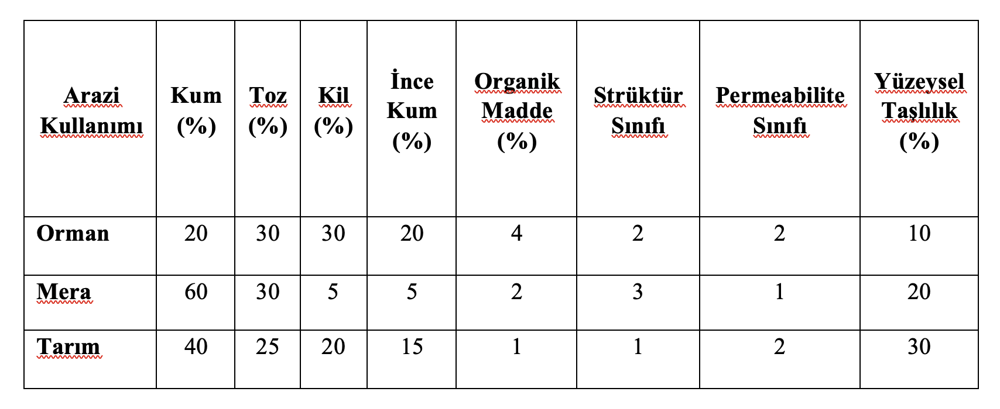 Arazi Kullanımı Kum (%) Toz (%) Kil (%) İnce Kum (%) Organik Madde (%) Strüktür Sınıfı Permeabilite Sınıfı Yüzeysel Taşlılık (%)
Orman 20 30 30 20 4 2 2 10
Mera 60 30 5 5 2 3 1 20
Tarım 40 25 20 15 1 1 2 30